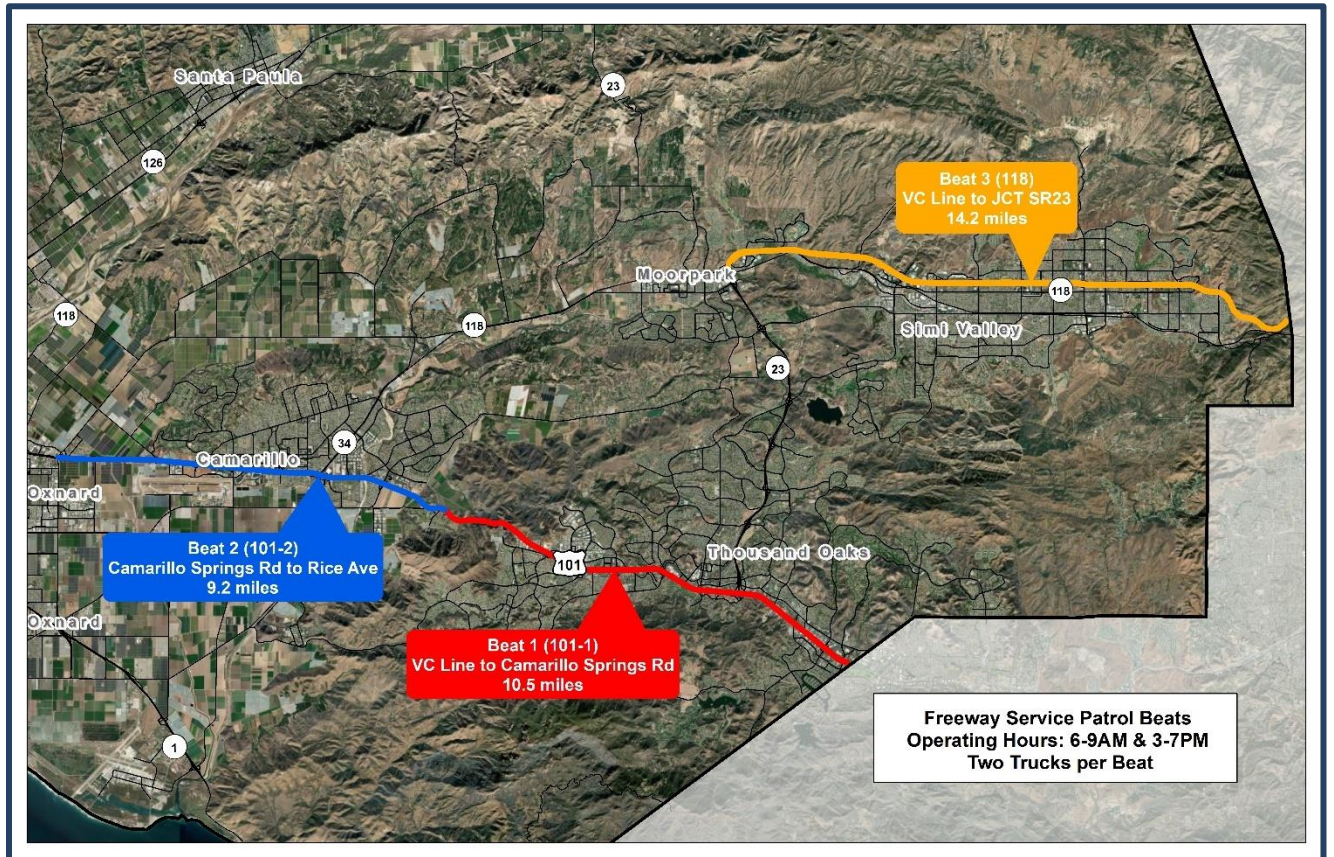 Santa Paula
23
126
Beat 3 (118)
VC Line to JCT SR23
14.2 miles
Moorpark
118
118
118
Simi Valley
23
34
Camarillo
Oxnard
Beat 2 (101-2)
Camarillo Springs Rd to Rice Ave
9.2 miles
101
Thousand Oaks
Oxnard
Beat 1 (101-1)
VC Line to Camarillo Springs Rd
10.5 miles
1
Freeway Service Patrol Beats
Operating Hours: 6-9AM & 3-7PM
Two Trucks per Beat